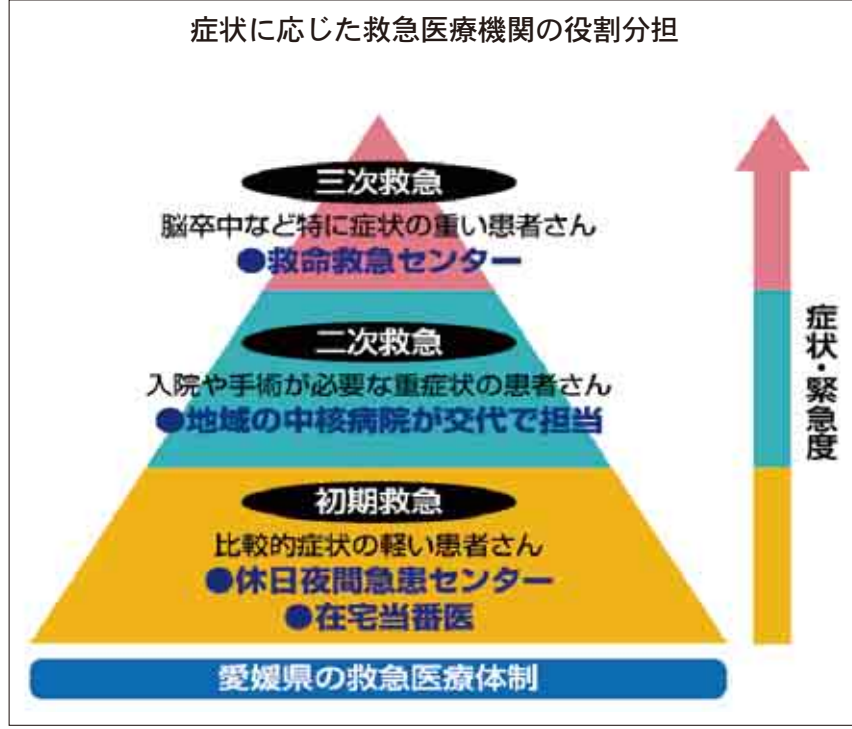 症状に応じた救急医療機関の役割分担
三次救急
脳卒中など特に症状の重い患者さん
●救命救急センター
二次救急
入院や手術が必要な重症状の患者さん
●地域の中核病院が交代で担当
初期救急
比較的症状の軽い患者さん
●休日夜間急患センター
●在宅当番医
愛媛県の救急医療体制
症状・緊急度